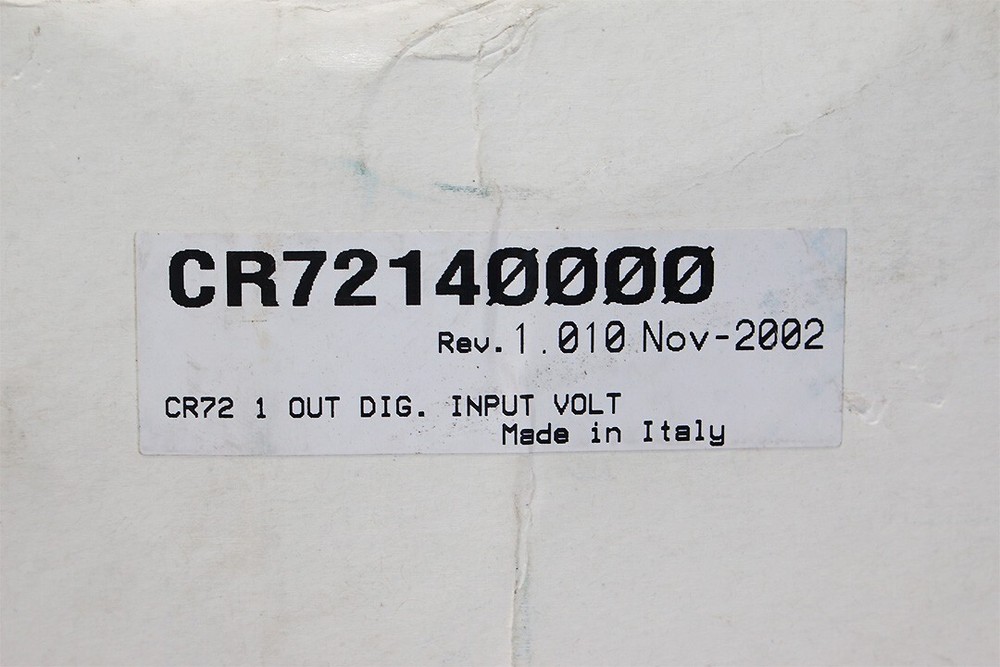 CR72140000
Rev. 1.010 Nov-2002
CR72 1 OUT DIG. INPUT VOLT
Made in Italy